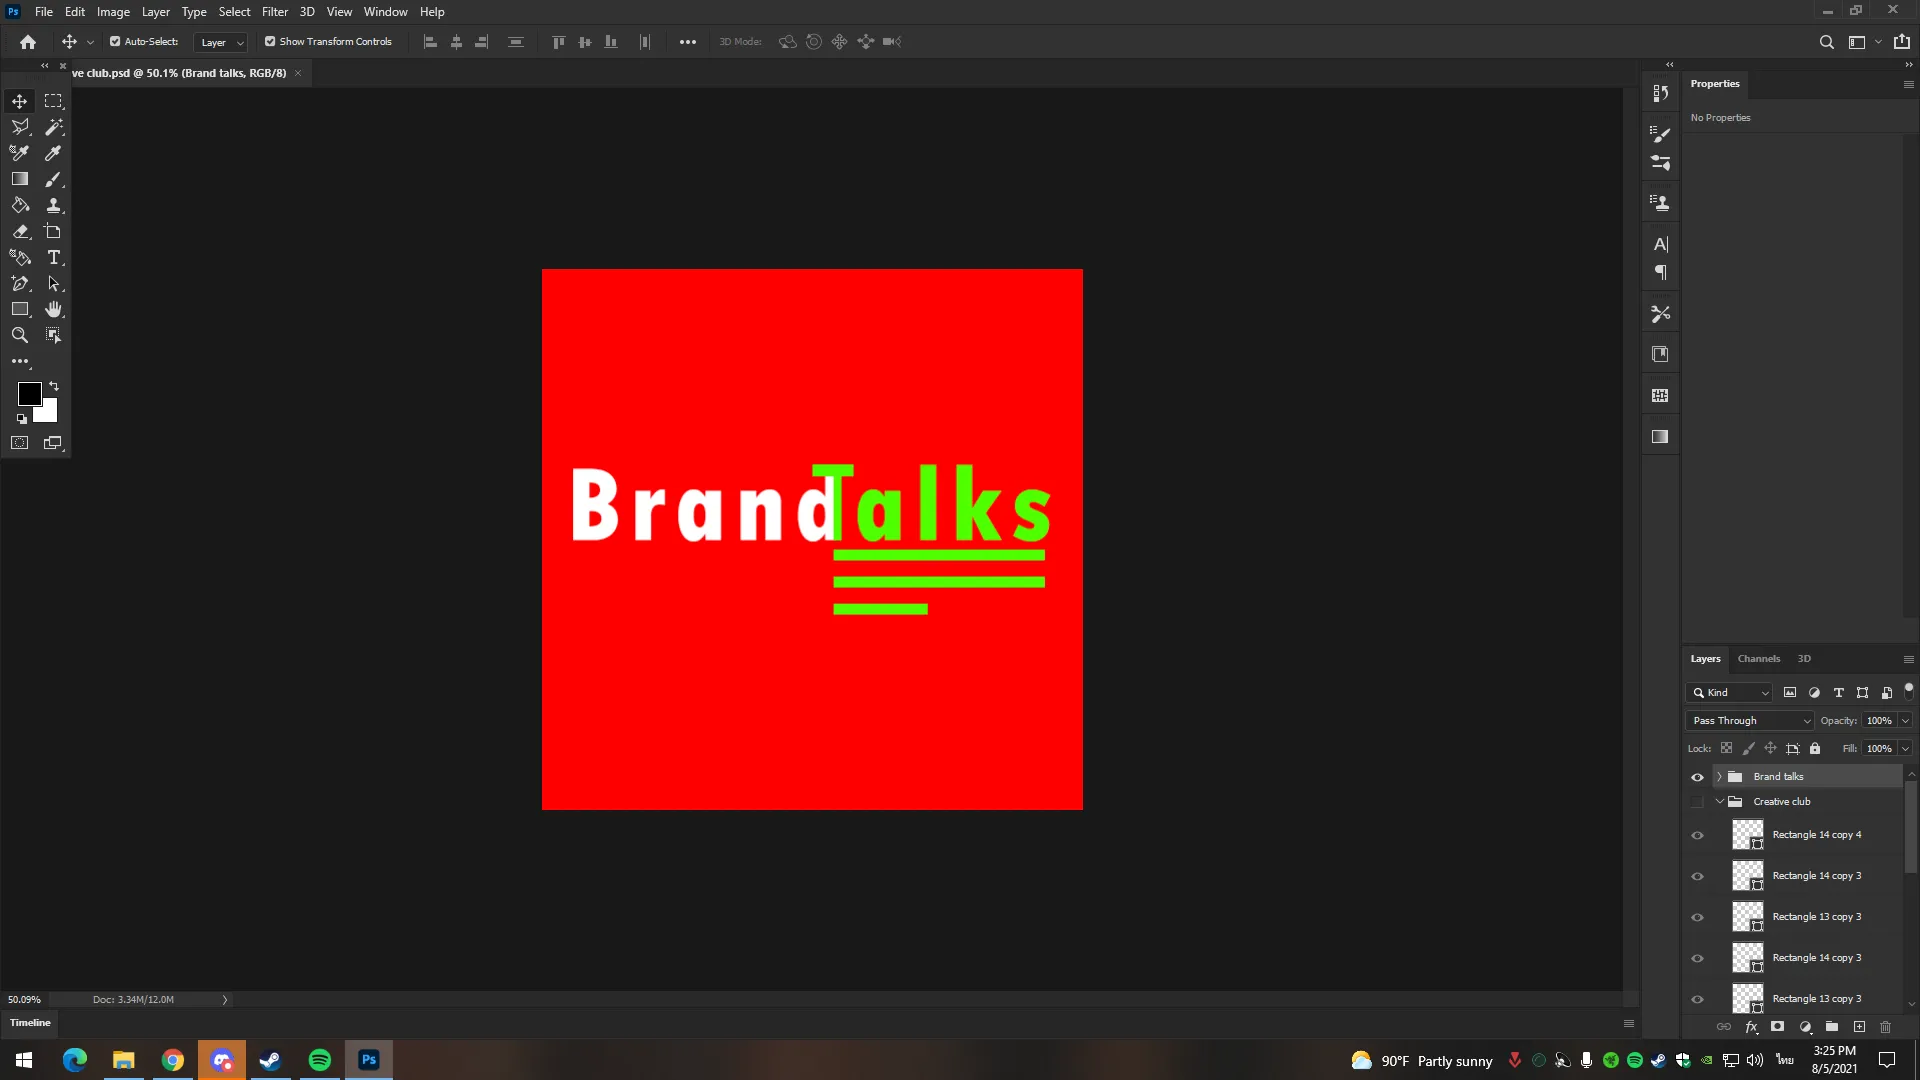 Ps File Edit Image Layer Type Select Filter 3D View Window Help
Auto-Select: Layer Show Transform Controls 3D Mode:
ve club.psd @ 50.1% (Brand talks, RGB/8)
Properties
No Properties
BrandTalks
Layers Channels 3D
Kind
Pass Through Opacity: 100%
Lock: Fill: 100%
Brand talks
Creative club
Rectangle 14 copy 4
Rectangle 14 copy 3
Rectangle 13 copy 3
Rectangle 14 copy 3
Rectangle 13 copy 3
50.09% Doc: 3.34M/12.0M
Timeline
Ps 90°F Partly sunny ไทย 3:25 PM
8/5/2021